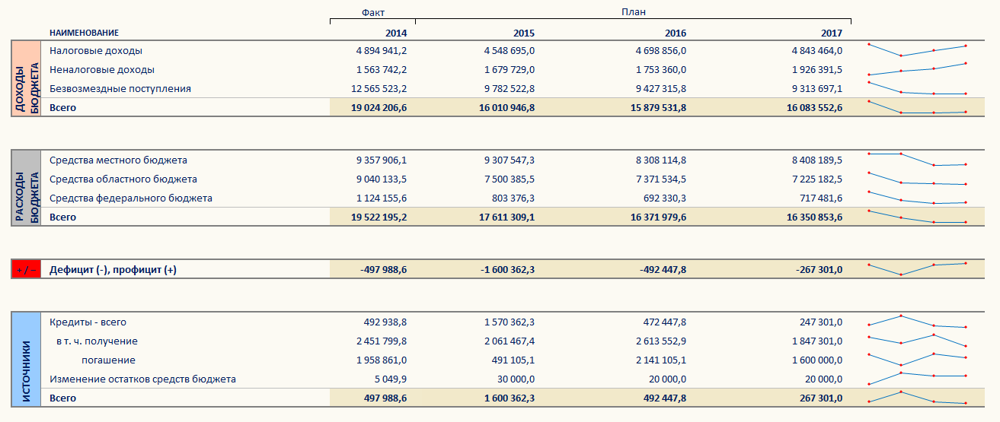 Факт План
НАИМЕНОВАНИЕ 2014 2015 2016 2017
ДОХОДЫ БЮДЖЕТА
Налоговые доходы 4 894 941,2 4 548 695,0 4 698 856,0 4 843 464,0
Неналоговые доходы 1 563 742,2 1 679 729,0 1 753 360,0 1 926 391,5
Безвозмездные поступления 12 565 523,2 9 782 522,8 9 427 315,8 9 313 697,1
Всего 19 024 206,6 16 010 946,8 15 879 531,8 16 083 552,6
РАСХОДЫ БЮДЖЕТА
Средства местного бюджета 9 357 906,1 9 307 547,3 8 308 114,8 8 408 189,5
Средства областного бюджета 9 040 133,5 7 500 385,5 7 371 534,5 7 225 182,5
Средства федерального бюджета 1 124 155,6 803 376,3 692 330,3 717 481,6
Всего 19 522 195,2 17 611 309,1 16 371 979,6 16 350 853,6
+ / - Дефицит (-), профицит (+) -497 988,6 -1 600 362,3 -492 447,8 -267 301,0
ИСТОЧНИКИ
Кредиты - всего 492 938,8 1 570 362,3 472 447,8 247 301,0
в т. ч. получение 2 451 799,8 2 061 467,4 2 613 552,9 1 847 301,0
погашение 1 958 861,0 491 105,1 2 141 105,1 1 600 000,0
Изменение остатков средств бюджета 5 049,9 30 000,0 20 000,0 20 000,0
Всего 497 988,6 1 600 362,3 492 447,8 267 301,0